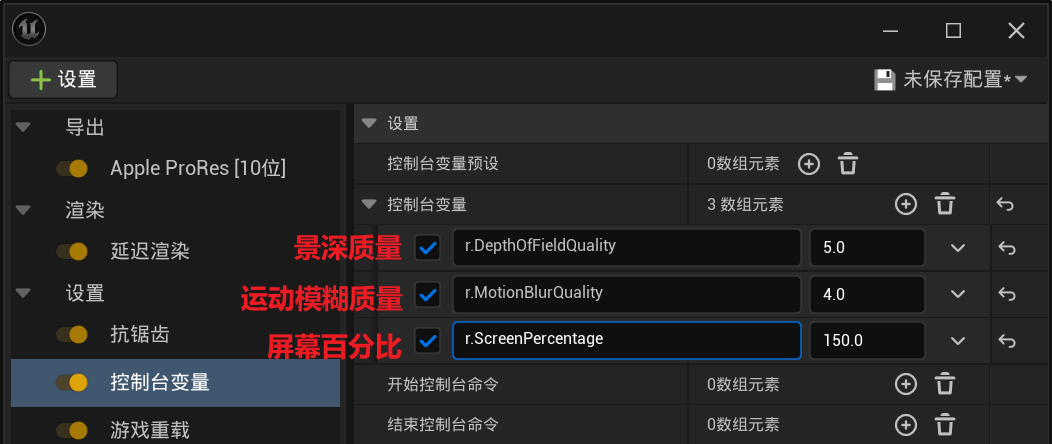 设置
未保存配置*
导出
Apple ProRes [10位]
渲染
延迟渲染
设置
抗锯齿
控制台变量
游戏重载
设置
控制台变量预设 0数组元素
控制台变量 3 数组元素
景深质量 r.DepthOfFieldQuality 5.0
运动模糊质量 r.MotionBlurQuality 4.0
屏幕百分比 r.ScreenPercentage 150.0
开始控制台命令 0数组元素
结束控制台命令 0数组元素